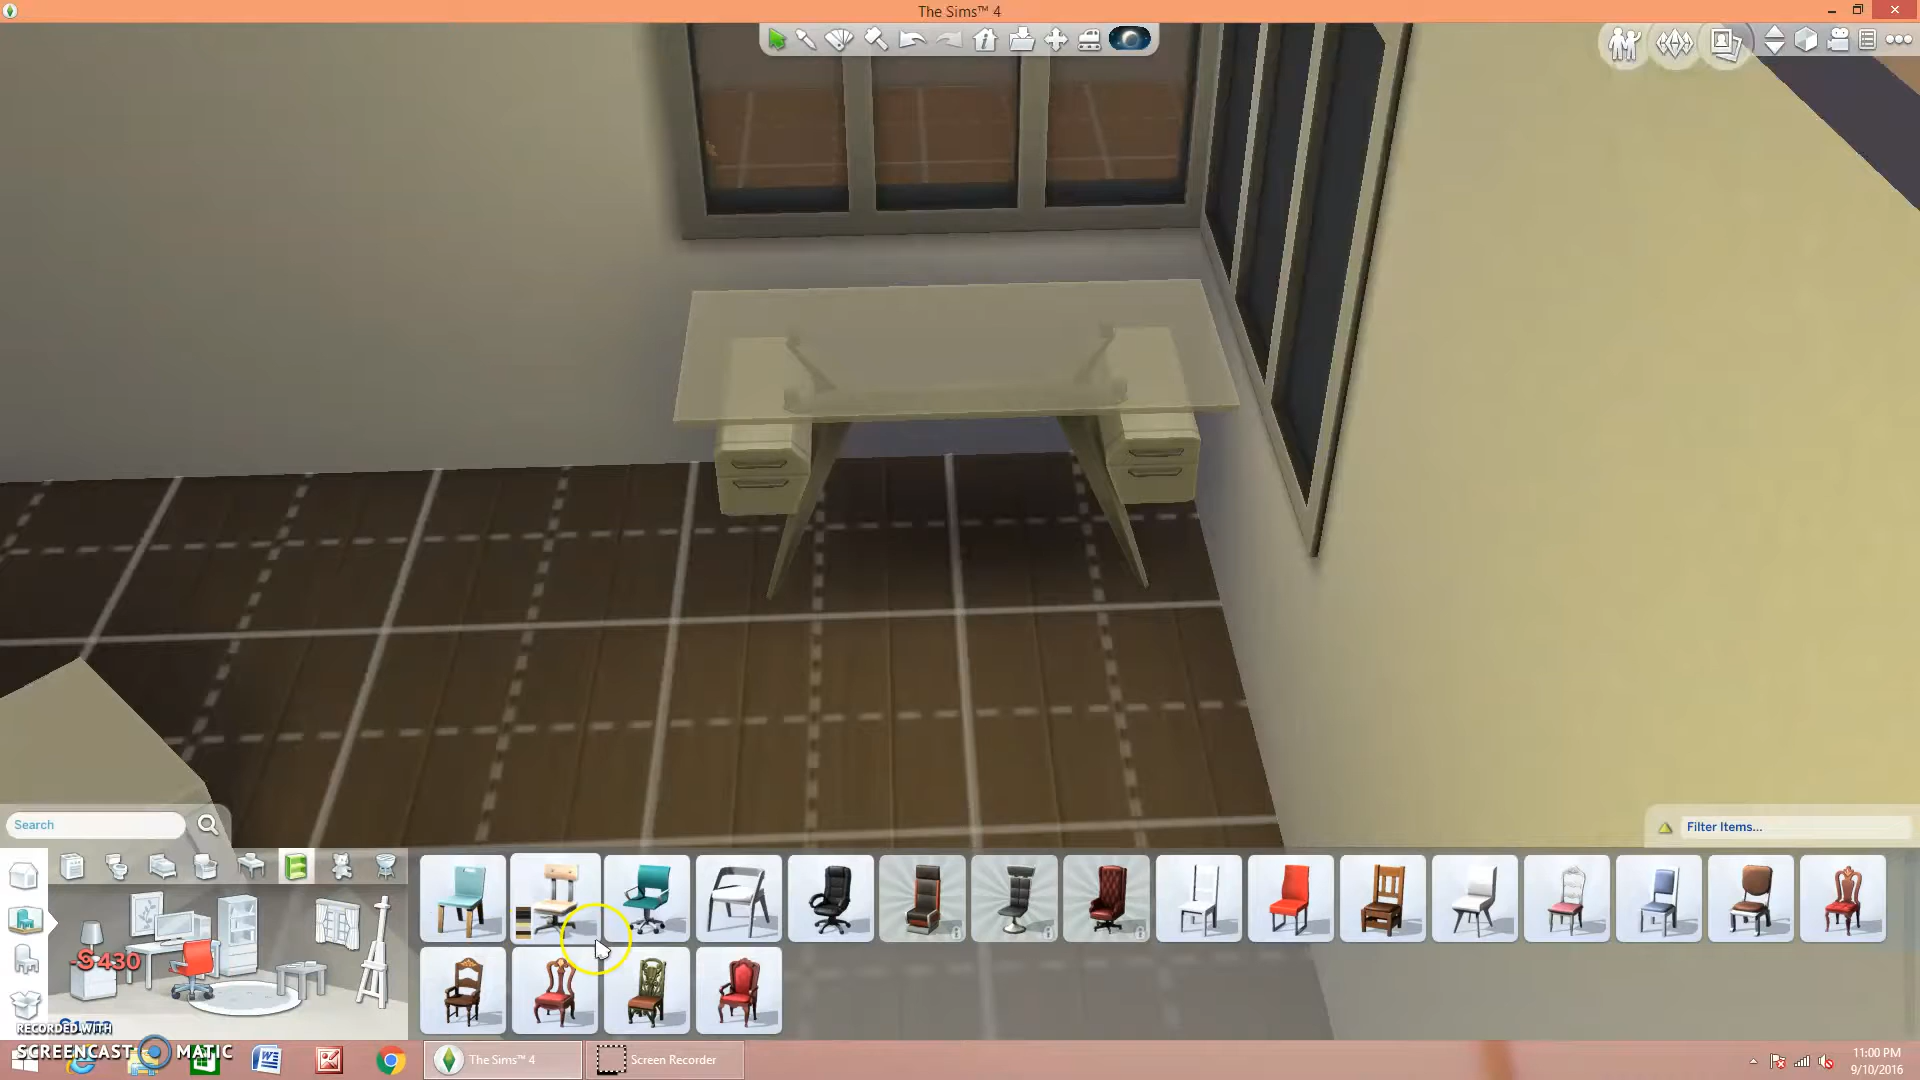 The Sims™ 4
Search
Filter Items...
-§430
RECORDED WITH
SCREENCAST MATIC
The Sims™ 4
Screen Recorder
11:00 PM
9/10/2016